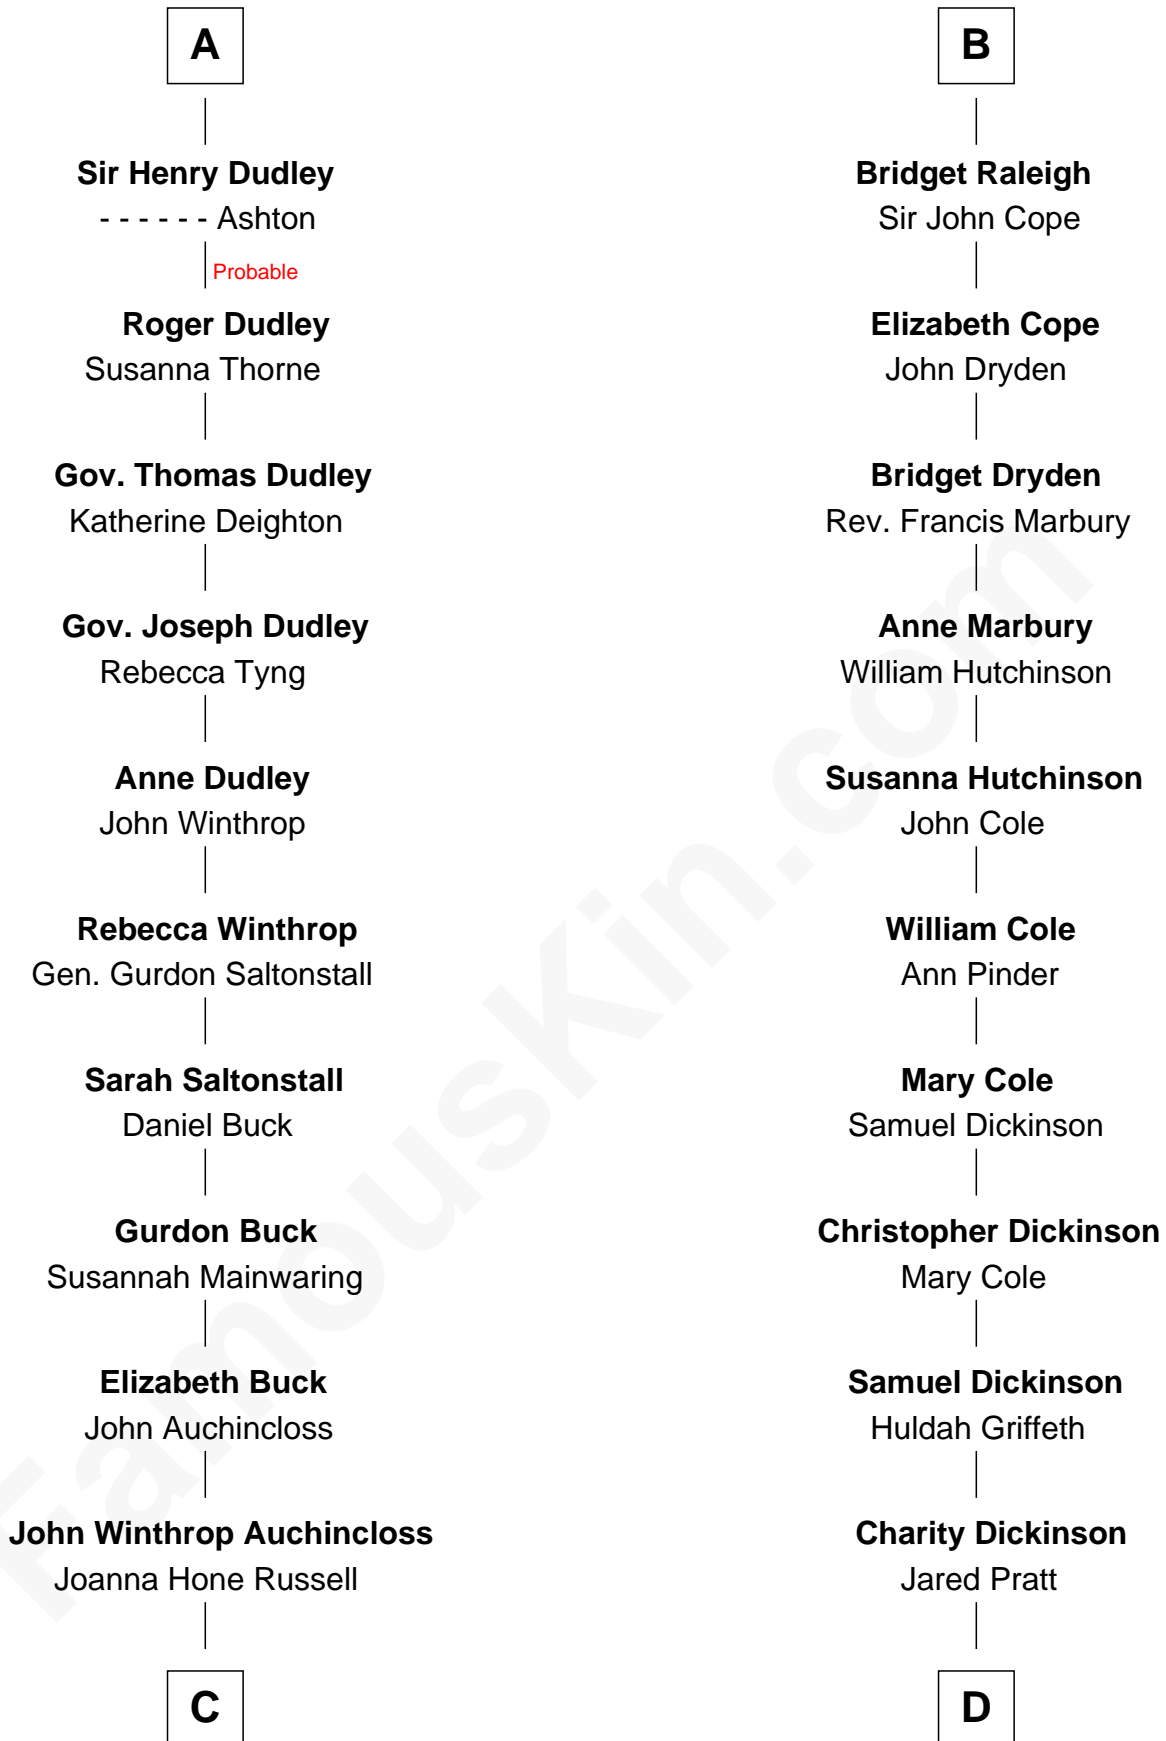 A
Sir Henry Dudley
- - - - - - Ashton
Probable
Roger Dudley
Susanna Thorne
Gov. Thomas Dudley
Katherine Deighton
Gov. Joseph Dudley
Rebecca Tyng
Anne Dudley
John Winthrop
Rebecca Winthrop
Gen. Gurdon Saltonstall
Sarah Saltonstall
Daniel Buck
Gurdon Buck
Susannah Mainwaring
Elizabeth Buck
John Auchincloss
John Winthrop Auchincloss
Joanna Hone Russell
C
B
Bridget Raleigh
Sir John Cope
Elizabeth Cope
John Dryden
Bridget Dryden
Rev. Francis Marbury
Anne Marbury
William Hutchinson
Susanna Hutchinson
John Cole
William Cole
Ann Pinder
Mary Cole
Samuel Dickinson
Christopher Dickinson
Mary Cole
Samuel Dickinson
Huldah Griffeth
Charity Dickinson
Jared Pratt
D
FamousKin.com